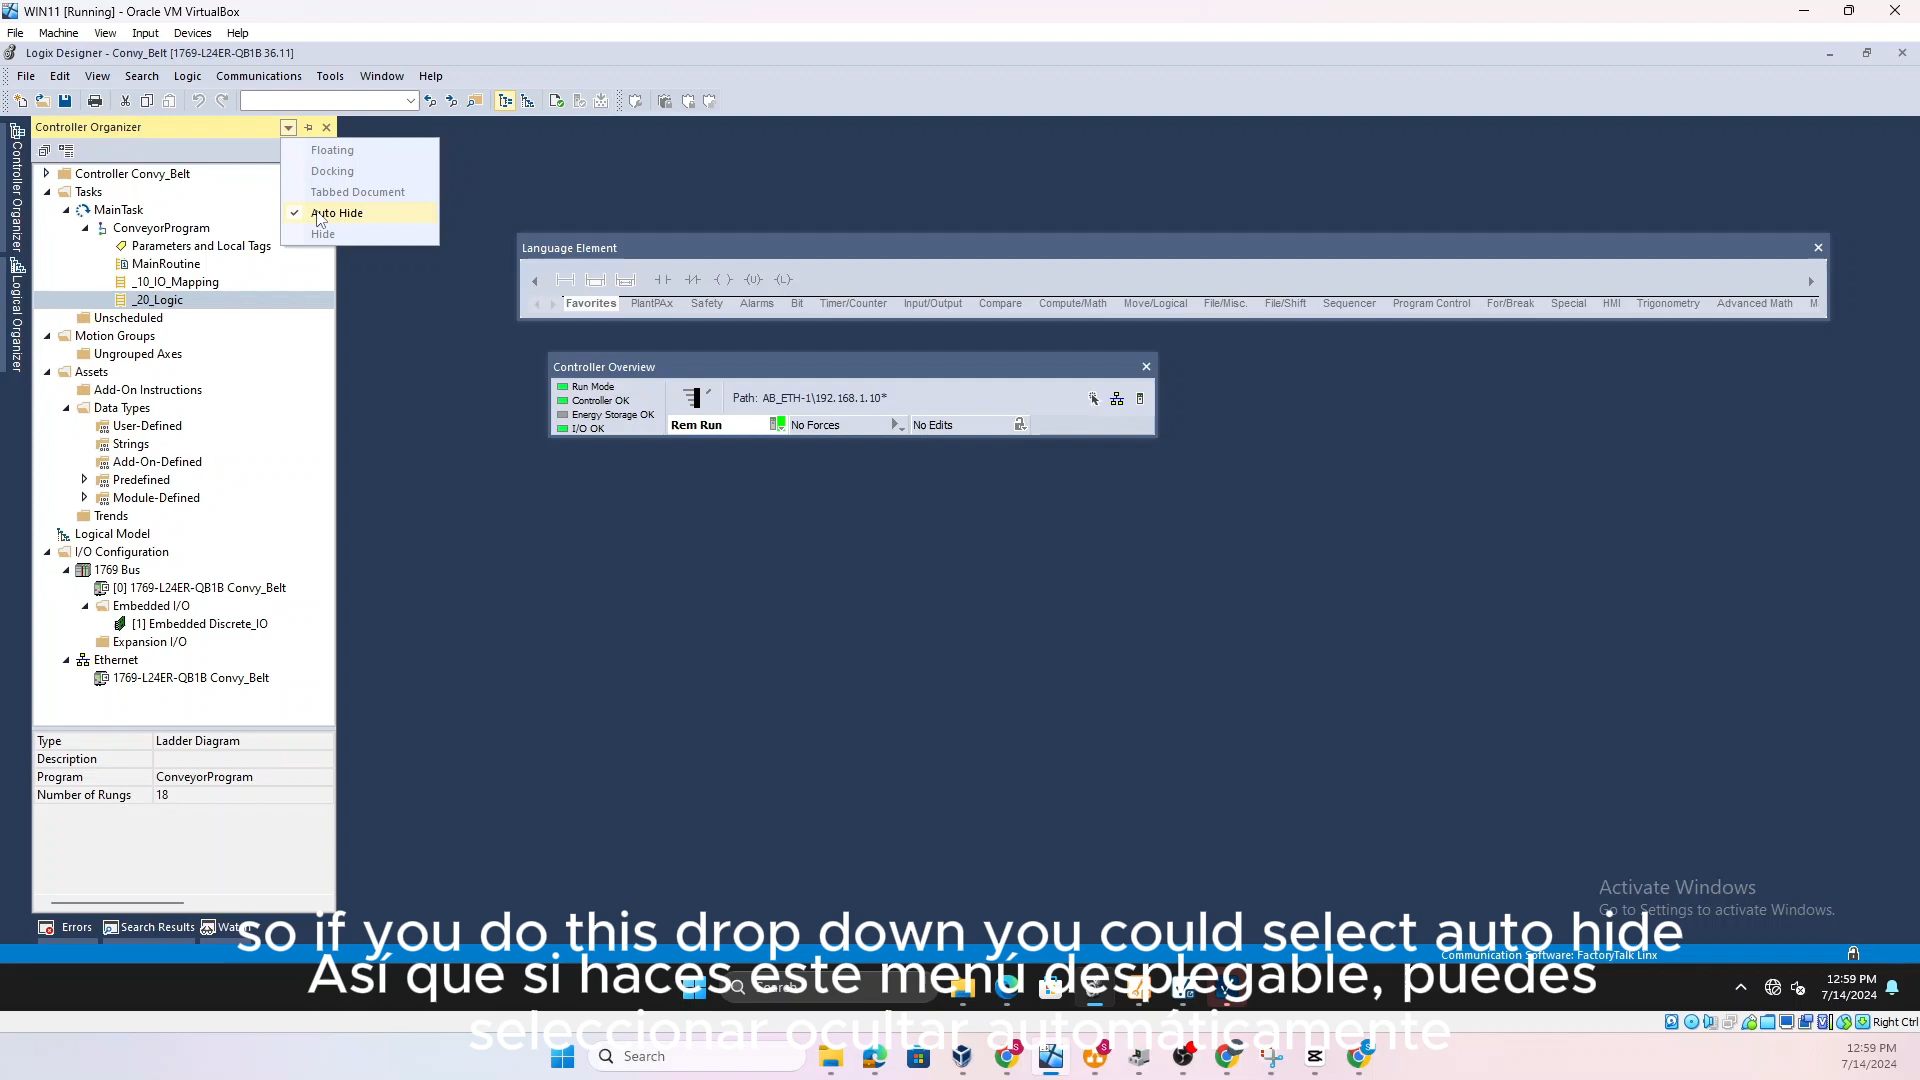 WIN11 [Running] - Oracle VM VirtualBox
File Machine View Input Devices Help
Logix Designer - Convy_Belt [1769-L24ER-QB1B 36.11]
File Edit View Search Logic Communications Tools Window Help
Controller Organizer
Controller Organizer
Logical Organizer
Floating
Docking
Tabbed Document
Auto Hide
Hide
Controller Convy_Belt
Tasks
MainTask
ConveyorProgram
Parameters and Local Tags
MainRoutine
_10_IO_Mapping
_20_Logic
Unscheduled
Motion Groups
Ungrouped Axes
Assets
Add-On Instructions
Data Types
User-Defined
Strings
Add-On-Defined
Predefined
Module-Defined
Trends
Logical Model
I/O Configuration
1769 Bus
[0] 1769-L24ER-QB1B Convy_Belt
Embedded I/O
[1] Embedded Discrete_IO
Expansion I/O
Ethernet
1769-L24ER-QB1B Convy_Belt
Type Ladder Diagram
Description
Program ConveyorProgram
Number of Rungs 18
Language Element
Favorites PlantPAx Safety Alarms Bit Timer/Counter Input/Output Compare Compute/Math Move/Logical File/Misc. File/Shift Sequencer Program Control For/Break Special HMI Trigonometry Advanced Math M
Controller Overview
Run Mode
Controller OK
Energy Storage OK
I/O OK
Path: AB_ETH-1\192.168.1.10*
Rem Run No Forces No Edits
Activate Windows
Go to Settings to activate Windows.
Errors Search Results Watch
so if you do this drop down you could select auto hide
Communication Software: FactoryTalk Linx
Así que si haces este menú desplegable, puedes
seleccionar ocultar automáticamente
Search
12:59 PM
7/14/2024
Right Ctrl
Search
12:59 PM
7/14/2024